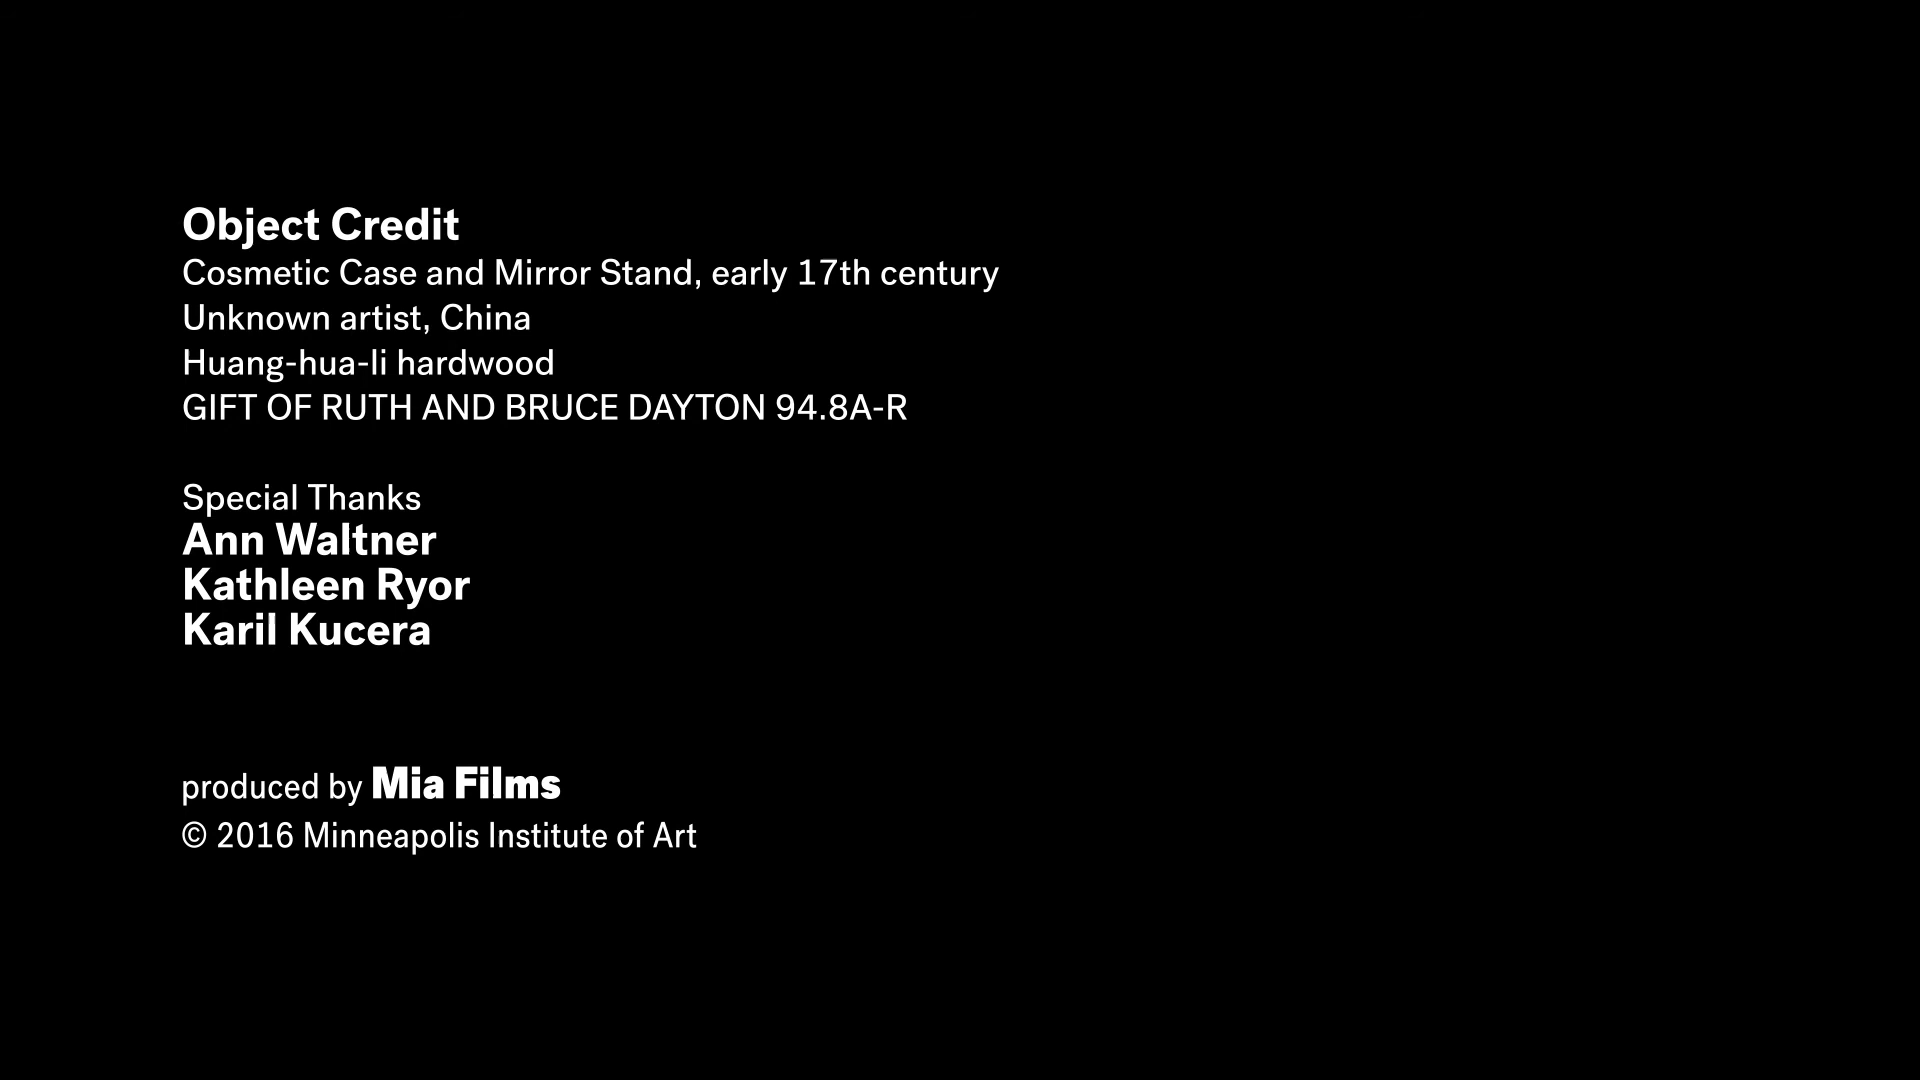 Object Credit
Cosmetic Case and Mirror Stand, early 17th century
Unknown artist, China
Huang-hua-li hardwood
GIFT OF RUTH AND BRUCE DAYTON 94.8A-R
Special Thanks
Ann Waltner
Kathleen Ryor
Karil Kucera
produced by Mia Films
© 2016 Minneapolis Institute of Art